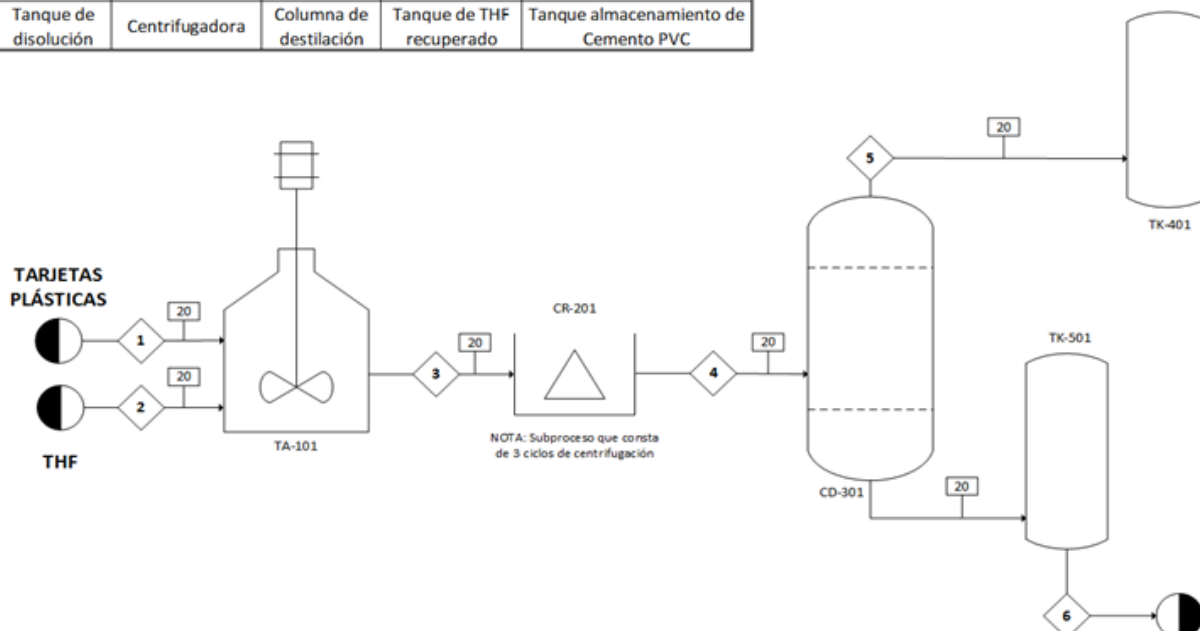 Tanque de disolución
Centrifugadora
Columna de destilación
Tanque de THF recuperado
Tanque almacenamiento de Cemento PVC
20
5
TK-401
TARJETAS
PLÁSTICAS
20
1
CR-201
20
20
TK-501
20
3
4
2
THF
TA-101
NOTA: Subproceso que consta
de 3 ciclos de centrifugación
CD-301
20
6